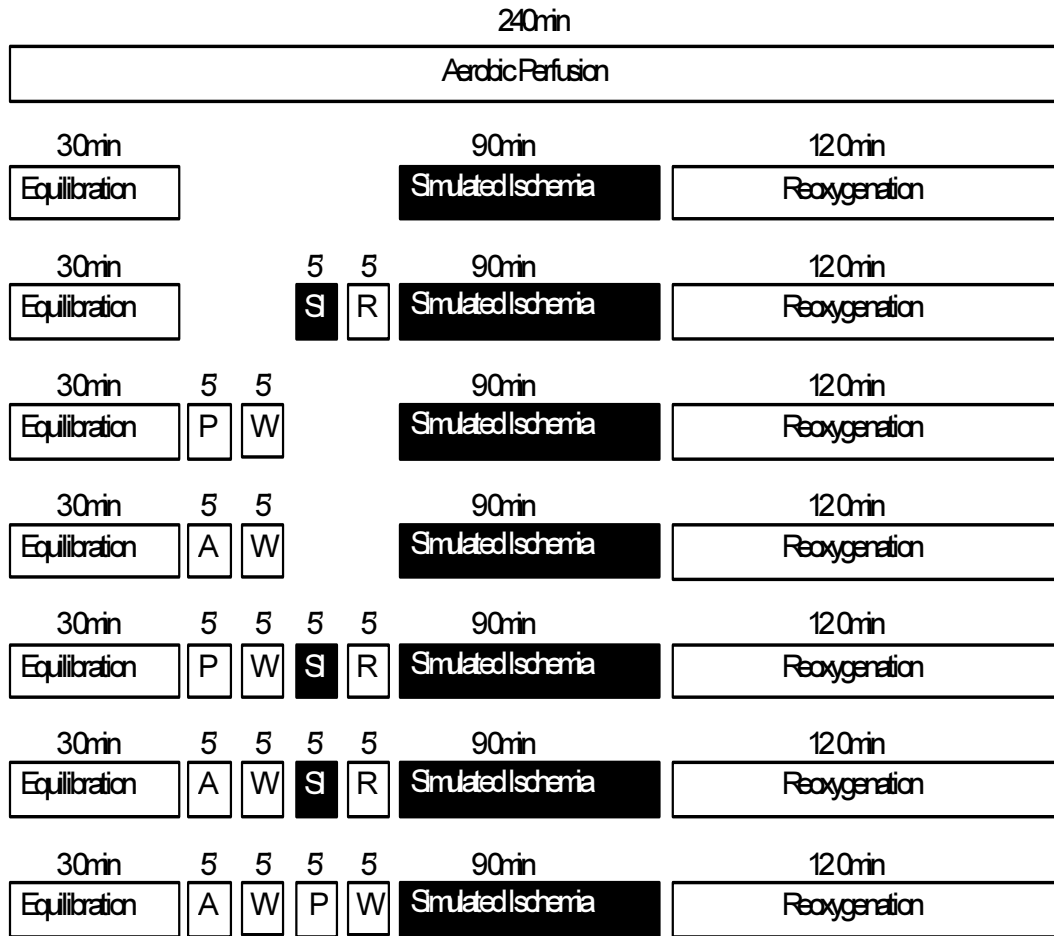 240min
Aerobic Perfusion
30min 90min 120min
Equilibration Simulated Ischemia Reoxygenation
30min 5 5 90min 120min
Equilibration SI R Simulated Ischemia Reoxygenation
30min 5 5 90min 120min
Equilibration P W Simulated Ischemia Reoxygenation
30min 5 5 90min 120min
Equilibration A W Simulated Ischemia Reoxygenation
30min 5 5 5 5 90min 120min
Equilibration P W SI R Simulated Ischemia Reoxygenation
30min 5 5 5 5 90min 120min
Equilibration A W SI R Simulated Ischemia Reoxygenation
30min 5 5 5 5 90min 120min
Equilibration A W P W Simulated Ischemia Reoxygenation